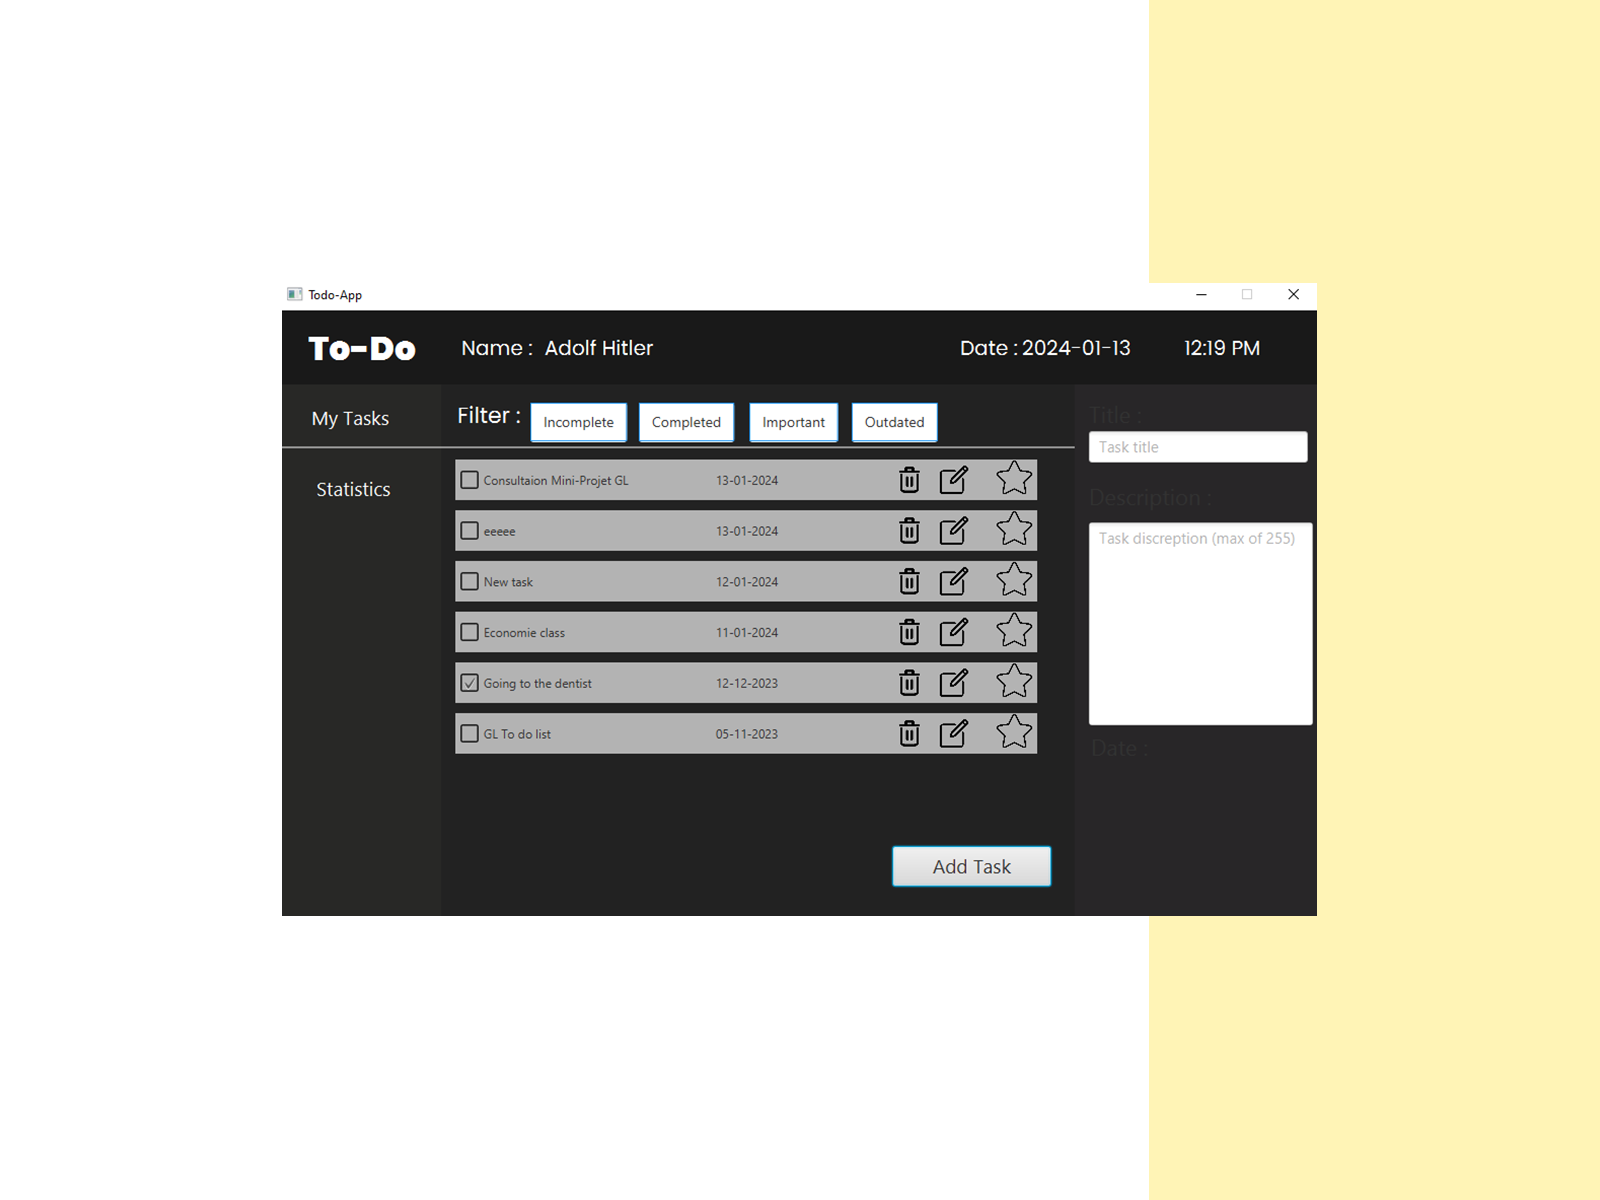 Todo-App
To-Do
Name : Adolf Hitler
Date : 2024-01-13
12:19 PM
My Tasks
Statistics
Filter :
Incomplete
Completed
Important
Outdated
Consultaion Mini-Projet GL 13-01-2024
eeeee 13-01-2024
New task 12-01-2024
Economie class 11-01-2024
Going to the dentist 12-12-2023
GL To do list 05-11-2023
Add Task
Title :
Task title
Description :
Task discreption (max of 255)
Date :